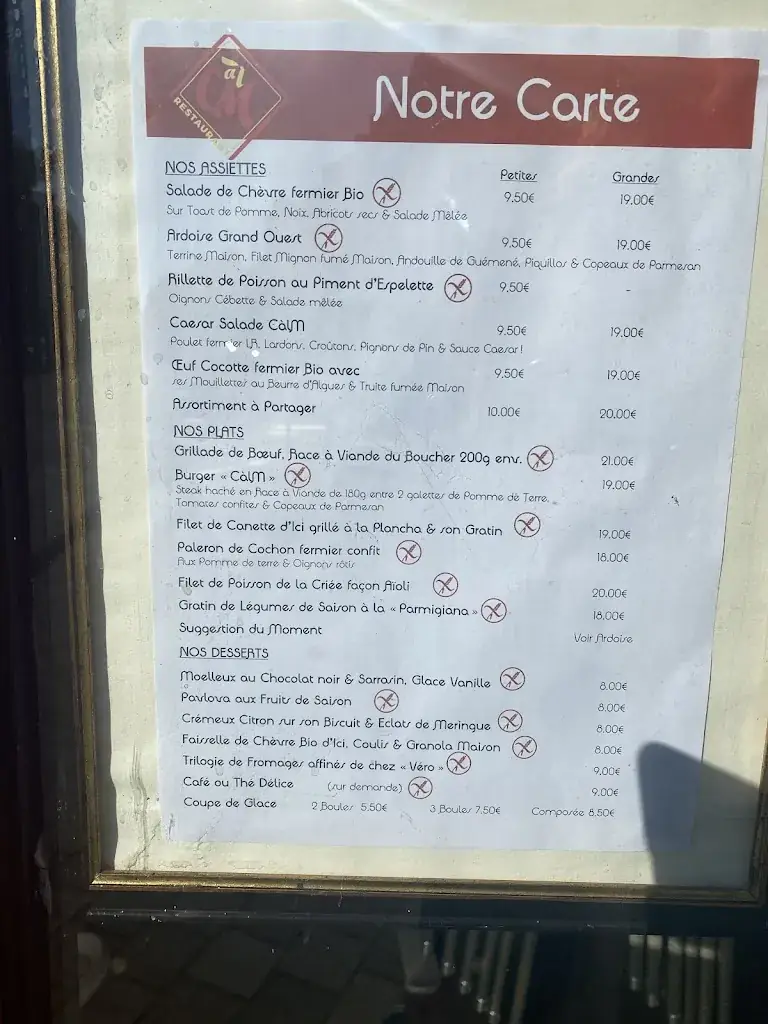 àl
CM
RESTAURA
Notre Carte
NOS ASSIETTES Petites Grandes
Salade de Chèvre fermier Bio 9.50€ 19.00€
Sur Toast de Pomme, Noix, Abricots secs & Salade Mêlée
Ardoise Grand Ouest 9.50€ 19.00€
Terrine Maison, Filet Mignon fumé Maison, Andouille de Guémené, Piquillos & Copeaux de Parmesan
Rillette de Poisson au Piment d'Espelette 9.50€ -
Oignons Cébette & Salade mêlée
Caesar Salade CàlM 9.50€ 19.00€
Poulet fermier LR, Lardons, Croûtons, Pignons de Pin & Sauce Caesar !
Œuf Cocotte fermier Bio avec 9.50€ 19.00€
ses Mouillettes au Beurre d'Algues & Truite fumée Maison
Assortiment à Partager 10.00€ 20.00€
NOS PLATS
Grillade de Bœuf, Race à Viande du Boucher 200g env. 21.00€
Burger « CàlM » 19.00€
Steak haché en Race à Viande de 180g entre 2 galettes de Pomme de Terre,
Tomates confites & Copeaux de Parmesan
Filet de Canette d'Ici grillé à la Plancha & son Gratin 19.00€
Paleron de Cochon fermier confit 18.00€
Aux Pomme de terre & Oignons rôtis
Filet de Poisson de la Criée façon Aïoli 20.00€
Gratin de Légumes de Saison à la « Parmigiana » 18.00€
Suggestion du Moment Voir Ardoise
NOS DESSERTS
Moelleux au Chocolat noir & Sarrasin, Glace Vanille 8.00€
Pavlova aux Fruits de Saison 8.00€
Crémeux Citron sur son Biscuit & Eclats de Meringue 8.00€
Faisselle de Chèvre Bio d'Ici, Coulis & Granola Maison 8.00€
Trilogie de Fromages affinés de chez « Véro » 9.00€
Café ou Thé Délice (sur demande) 9.00€
Coupe de Glace 2 Boules 5.50€ 3 Boules 7.50€ Composée 8.50€